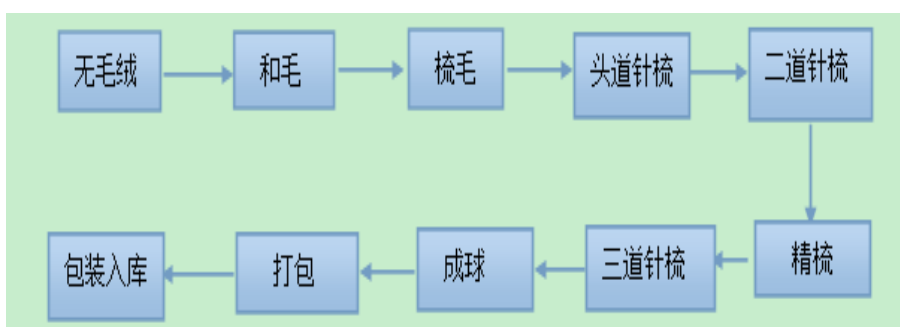 无毛绒
和毛
梳毛
头道针梳
二道针梳
精梳
三道针梳
成球
打包
包装入库